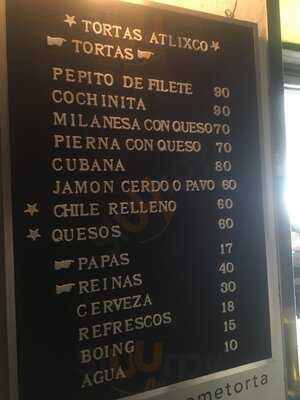 TORTAS ATLIXCO
TORTAS
PEPITO DE FILETE 90
COCHINITA 90
MILANESA CON QUESO 70
PIERNA CON QUESO 70
CUBANA 80
JAMON CERDO O PAVO 60
CHILE RELLENO 60
QUESOS 60
PAPAS 17
REINAS 40
CERVEZA 30
REFRESCOS 18
BOING 15
AGUA 10
ometorta